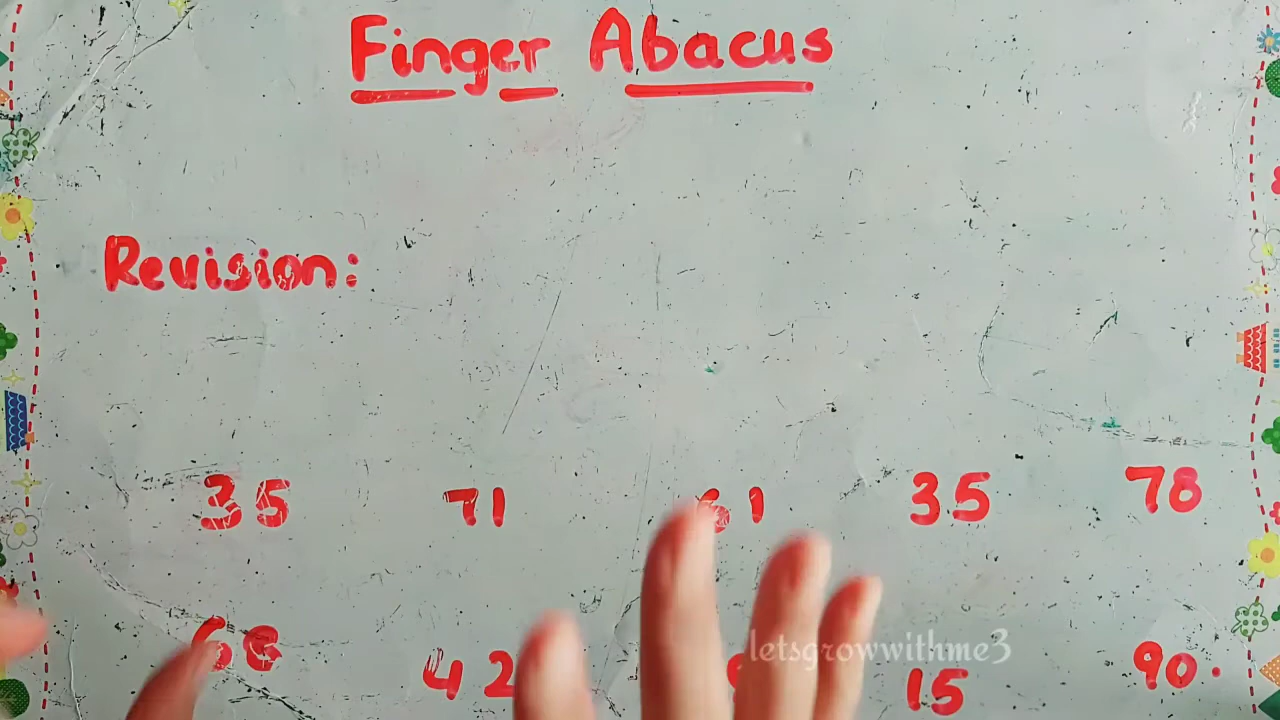 Finger Abacus
Revision:
35 71 61 35 78
68 42 15 90.
letsgrowwithme3